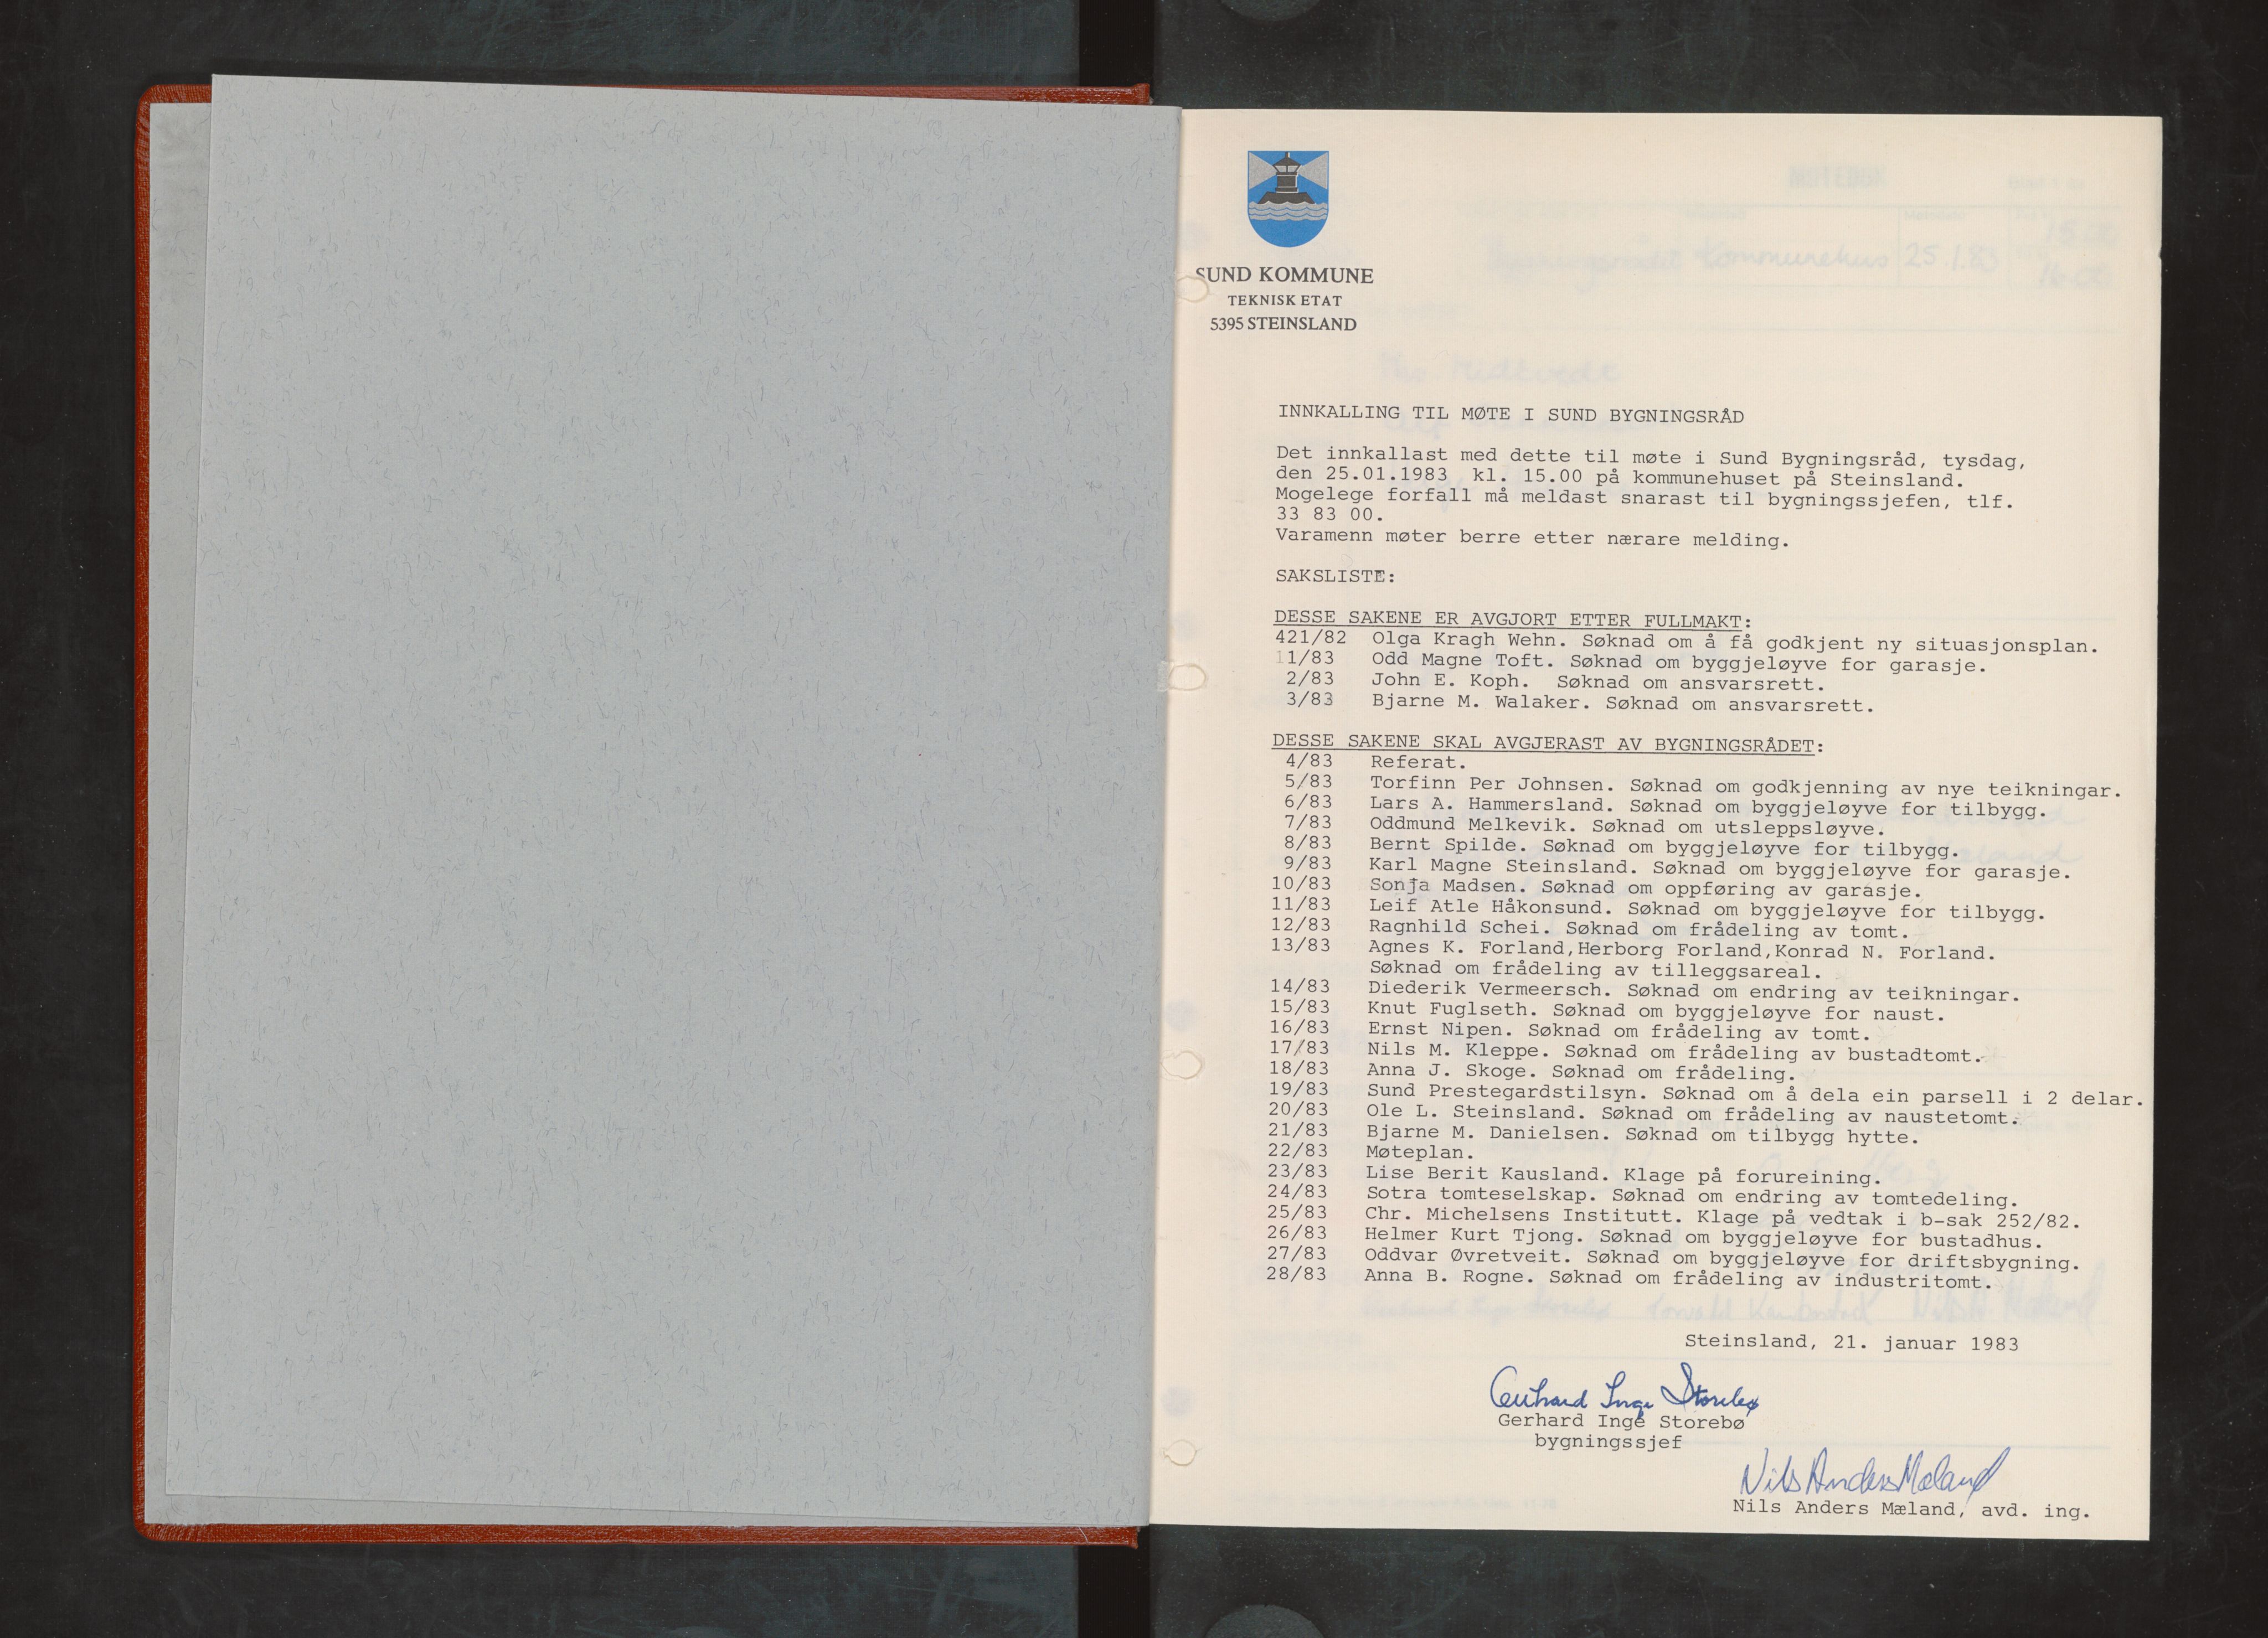 SUND KOMMUNE
TEKNISK ETAT
5395 STEINSLAND
INNKALLING TIL MØTE I SUND BYGNINGSRÅD
Det innkallast med dette til møte i Sund Bygningsråd, tysdag,
den 25.01.1983 kl. 15.00 på kommunehuset på Steinsland.
Mogelege forfall må meldast snarast til bygningssjefen, tlf.
33 83 00.
Varamenn møter berre etter nærare melding.
SAKSLISTE:
DESSE SAKENE ER AVGJORT ETTER FULLMAKT:
421/82 Olga Kragh Wehn. Søknad om å få godkjent ny situasjonsplan.
1/83 Odd Magne Toft. Søknad om byggjeløyve for garasje.
2/83 John E. Koph. Søknad om ansvarsrett.
3/83 Bjarne M. Walaker. Søknad om ansvarsrett.
DESSE SAKENE SKAL AVGJERAST AV BYGNINGSRÅDET:
4/83 Referat.
5/83 Torfinn Per Johnsen. Søknad om godkjenning av nye teikningar.
6/83 Lars A. Hammersland. Søknad om byggjeløyve for tilbygg.
7/83 Oddmund Melkevik. Søknad om utsleppsløyve.
8/83 Bernt Spilde. Søknad om byggjeløyve for tilbygg.
9/83 Karl Magne Steinsland. Søknad om byggjeløyve for garasje.
10/83 Sonja Madsen. Søknad om oppføring av garasje.
11/83 Leif Atle Håkonsund. Søknad om byggjeløyve for tilbygg.
12/83 Ragnhild Schei. Søknad om frådeling av tomt.
13/83 Agnes K. Forland,Herborg Forland,Konrad N. Forland.
Søknad om frådeling av tilleggsareal.
14/83 Diederik Vermeersch. Søknad om endring av teikningar.
15/83 Knut Fuglseth. Søknad om byggjeløyve for naust.
16/83 Ernst Nipen. Søknad om frådeling av tomt.
17/83 Nils M. Kleppe. Søknad om frådeling av bustadtomt.
18/83 Anna J. Skoge. Søknad om frådeling.
19/83 Sund Prestegardstilsyn. Søknad om å dela ein parsell i 2 delar.
20/83 Ole L. Steinsland. Søknad om frådeling av naustetomt.
21/83 Bjarne M. Danielsen. Søknad om tilbygg hytte.
22/83 Møteplan.
23/83 Lise Berit Kausland. Klage på forureining.
24/83 Sotra tomteselskap. Søknad om endring av tomtedeling.
25/83 Chr. Michelsens Institutt. Klage på vedtak i b-sak 252/82.
26/83 Helmer Kurt Tjong. Søknad om byggjeløyve for bustadhus.
27/83 Oddvar Øvretveit. Søknad om byggjeløyve for driftsbygning.
28/83 Anna B. Rogne. Søknad om frådeling av industritomt.
Steinsland, 21. januar 1983
Gerhard Inge Storebø
Gerhard Inge Storebø
bygningssjef
Nils Anders Mæland
Nils Anders Mæland, avd. ing.